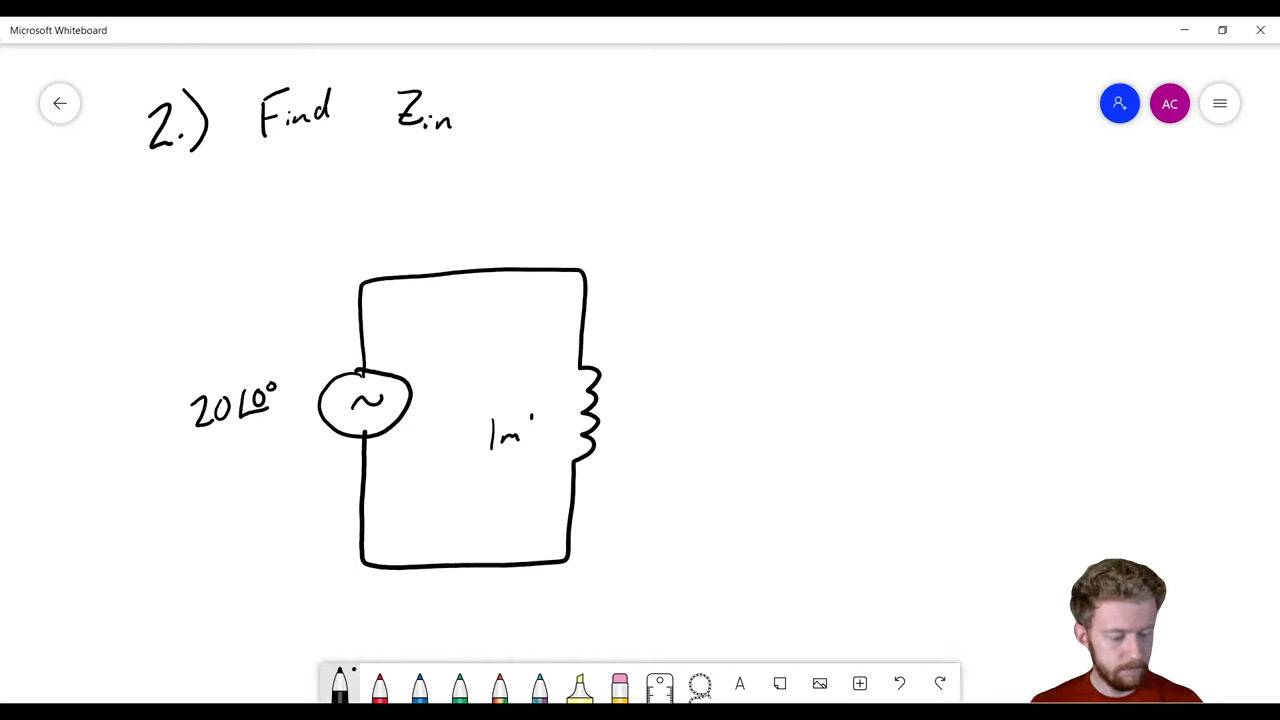 Microsoft Whiteboard
AC
2.) Find Zin
20∠0°
~
1m
A